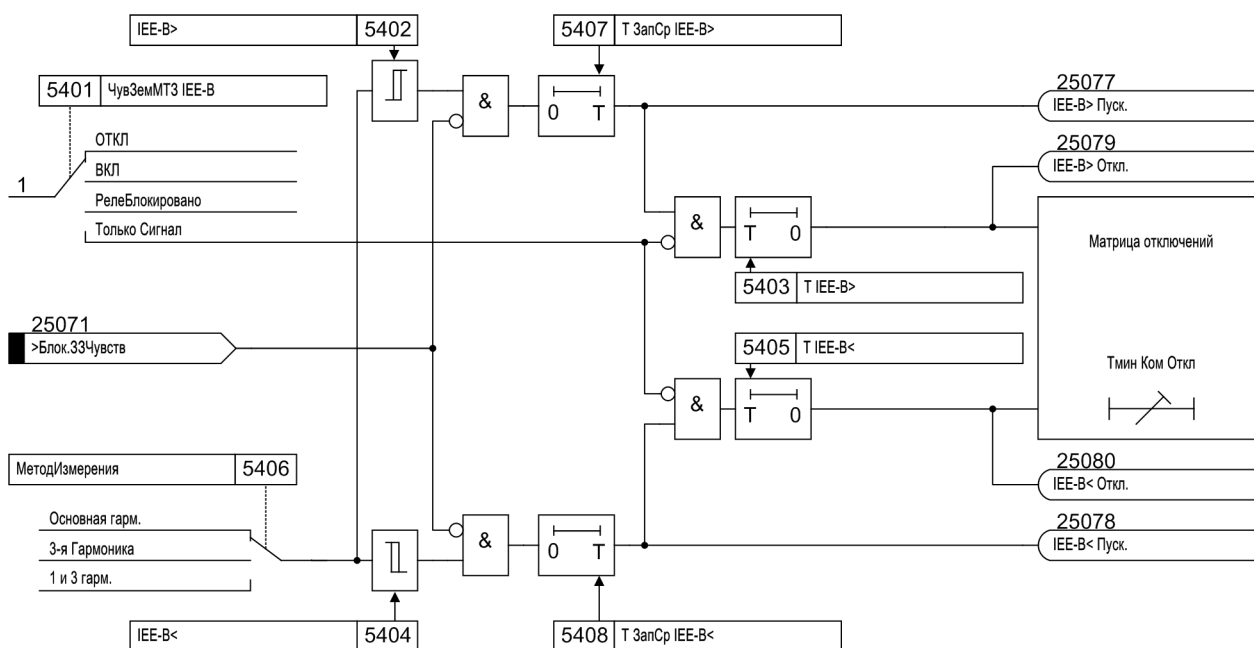 IEE-B> 5402
5407 Т ЗапСр IEE-B>
5401 ЧувЗемМТЗ IEE-B
25077
IEE-B> Пуск.
&
0 T
ОТКЛ
25079
IEE-B> Откл.
ВКЛ
1
РелеБлокировано
Только Сигнал
&
T 0
Матрица отключений
5403 Т IEE-B>
25071
>Блок.ЗЗЧувств
5405 Т IEE-B<
Тмин Ком Откл
&
T 0
МетодИзмерения 5406
25080
IEE-B< Откл.
Основная гарм.
25078
IEE-B< Пуск.
3-я Гармоника
&
0 T
1 и 3 гарм.
IEE-B< 5404
5408 Т ЗапСр IEE-B<